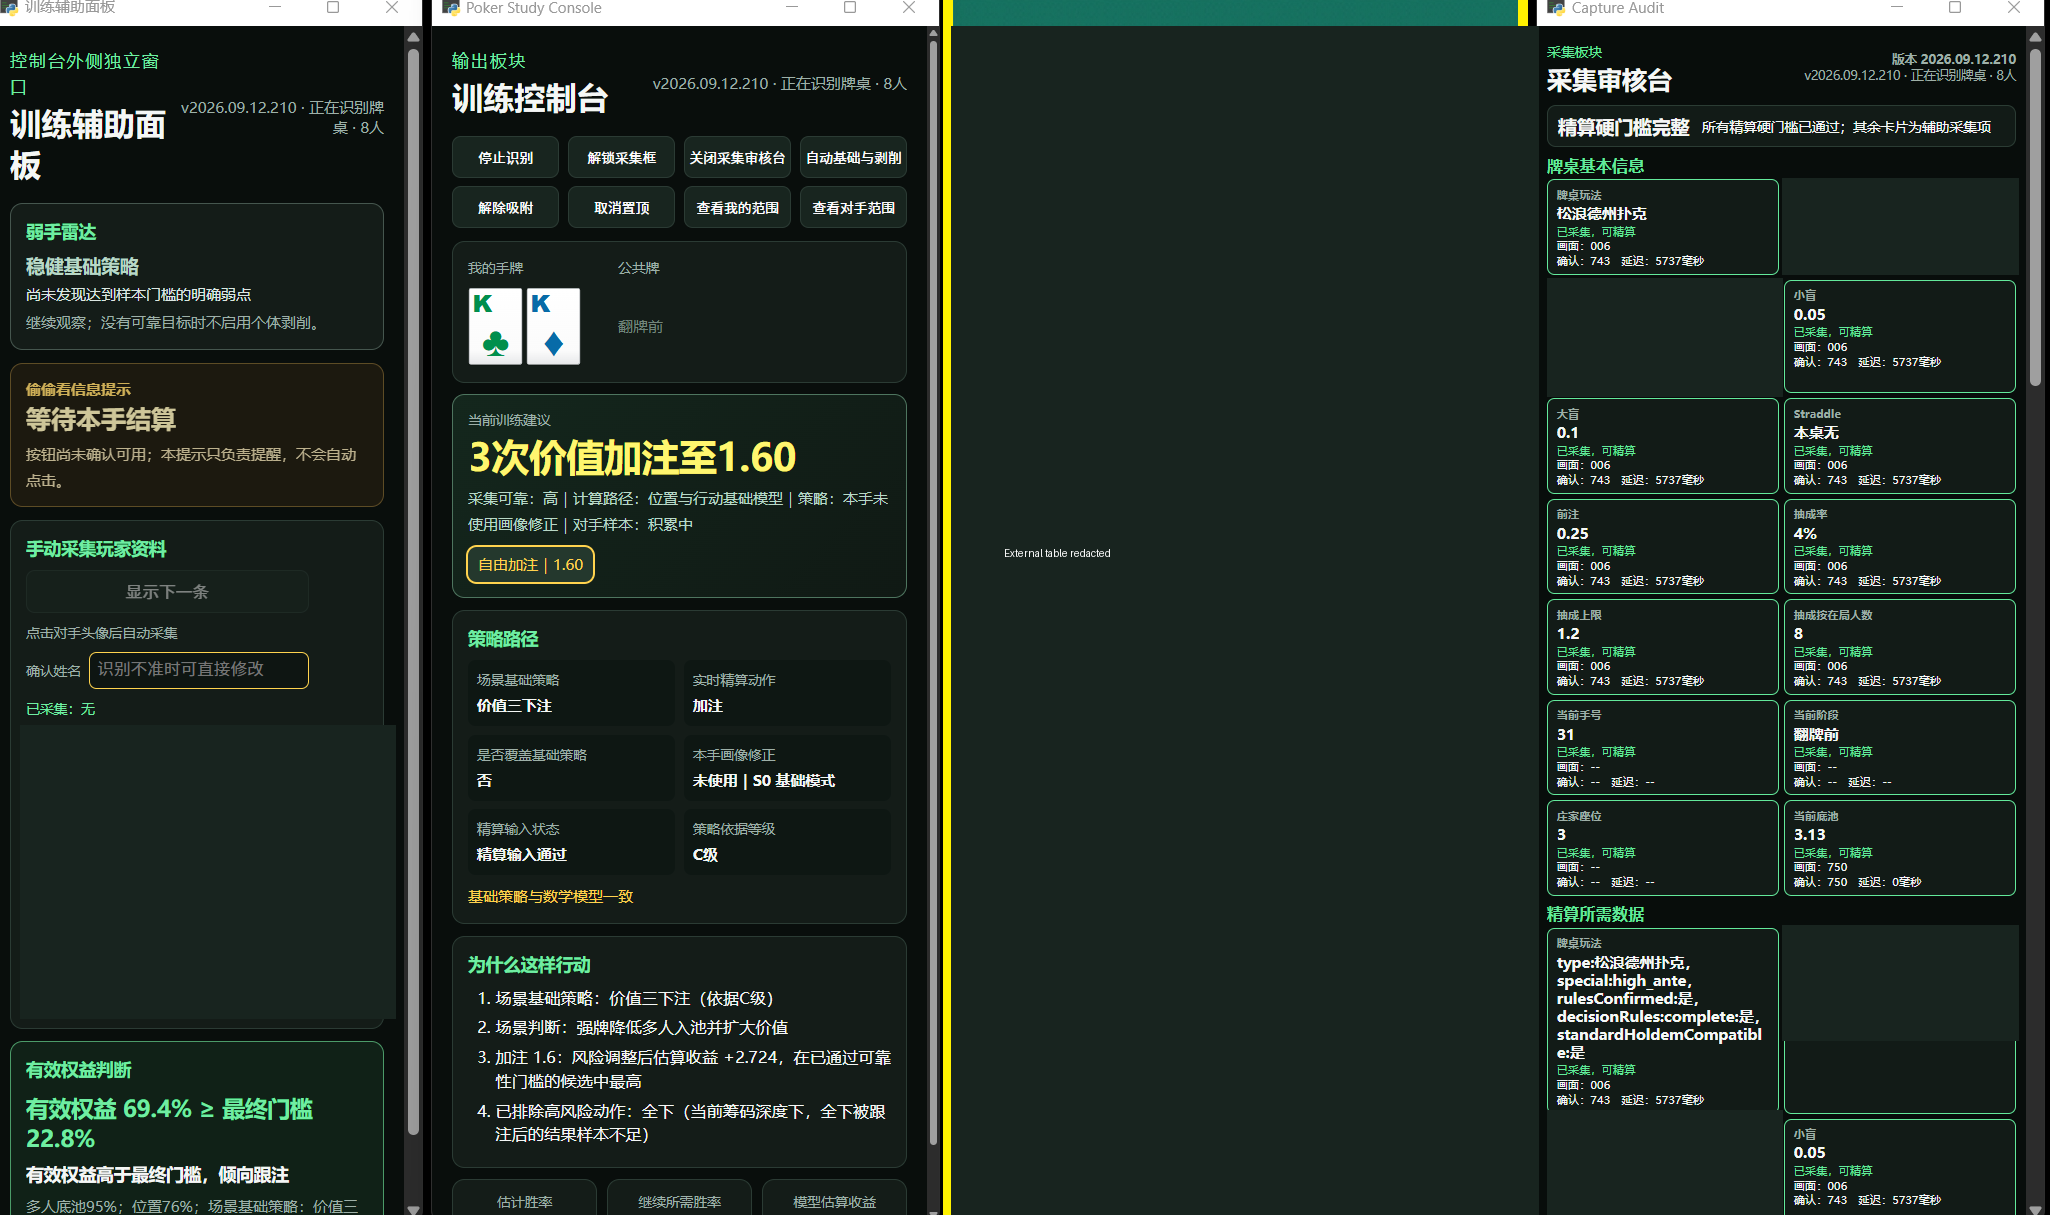 训练辅助面板
控制台外侧独立窗
口
训练辅助面
板
v2026.09.12.210 · 正在识别牌
桌 · 8人
弱手雷达
稳健基础策略
尚未发现达到样本门槛的明确弱点
继续观察；没有可靠目标时不启用个体剥削。
偷偷看信息提示
等待本手结算
按钮尚未确认可用；本提示只负责提醒，不会自动
点击。
手动采集玩家资料
显示下一条
点击对手头像后自动采集
确认姓名 识别不准时可直接修改
已采集：无
有效权益判断
有效权益 69.4% ≥ 最终门槛
22.8%
有效权益高于最终门槛，倾向跟注
多人底池95%；位置76%；场景基础策略：价值三
Poker Study Console
输出板块
训练控制台
v2026.09.12.210 · 正在识别牌桌 · 8人
停止识别 解锁采集框 关闭采集审核台 自动基础与剥削
解除吸附 取消置顶 查看我的范围 查看对手范围
我的手牌 公共牌
K K
翻牌前
当前训练建议
3次价值加注至1.60
采集可靠：高 | 计算路径：位置与行动基础模型 | 策略：本手未
使用画像修正 | 对手样本：积累中
自由加注 | 1.60
策略路径
场景基础策略 实时精算动作
价值三下注 加注
是否覆盖基础策略 本手画像修正
否 未使用 | S0 基础模式
精算输入状态 策略依据等级
精算输入通过 C级
基础策略与数学模型一致
为什么这样行动
1. 场景基础策略：价值三下注（依据C级）
2. 场景判断：强牌降低多人入池并扩大价值
3. 加注 1.6：风险调整后估算收益 +2.724，在已通过可靠
性门槛的候选中最高
4. 已排除高风险动作：全下（当前筹码深度下，全下被跟
注后的结果样本不足）
估计胜率 继续所需胜率 模型估算收益
External table redacted
Capture Audit
采集板块
采集审核台
版本 2026.09.12.210
v2026.09.12.210 · 正在识别牌桌 · 8人
精算硬门槛完整 所有精算硬门槛已通过；其余卡片为辅助采集项
牌桌基本信息
牌桌玩法
松浪德州扑克
已采集，可精算
画面：006
确认：743 延迟：5737毫秒
小盲
0.05
已采集，可精算
画面：006
确认：743 延迟：5737毫秒
大盲
0.1
已采集，可精算
画面：006
确认：743 延迟：5737毫秒
Straddle
本桌无
已采集，可精算
画面：006
确认：743 延迟：5737毫秒
前注
0.25
已采集，可精算
画面：006
确认：743 延迟：5737毫秒
抽成率
4%
已采集，可精算
画面：006
确认：743 延迟：5737毫秒
抽成上限
1.2
已采集，可精算
画面：006
确认：743 延迟：5737毫秒
抽成按在局人数
8
已采集，可精算
画面：006
确认：743 延迟：5737毫秒
当前手号
31
已采集，可精算
画面：--
确认：-- 延迟：--
当前阶段
翻牌前
已采集，可精算
画面：--
确认：-- 延迟：--
庄家座位
3
已采集，可精算
画面：--
确认：-- 延迟：--
当前底池
3.13
已采集，可精算
画面：750
确认：750 延迟：0毫秒
精算所需数据
牌桌玩法
type:松浪德州扑克，
special:high_ante，
rulesConfirmed:是，
decisionRules:complete:是，
standardHoldemCompatibl
e:是
已采集，可精算
画面：006
确认：743 延迟：5737毫秒
小盲
0.05
已采集，可精算
画面：006
确认：743 延迟：5737毫秒